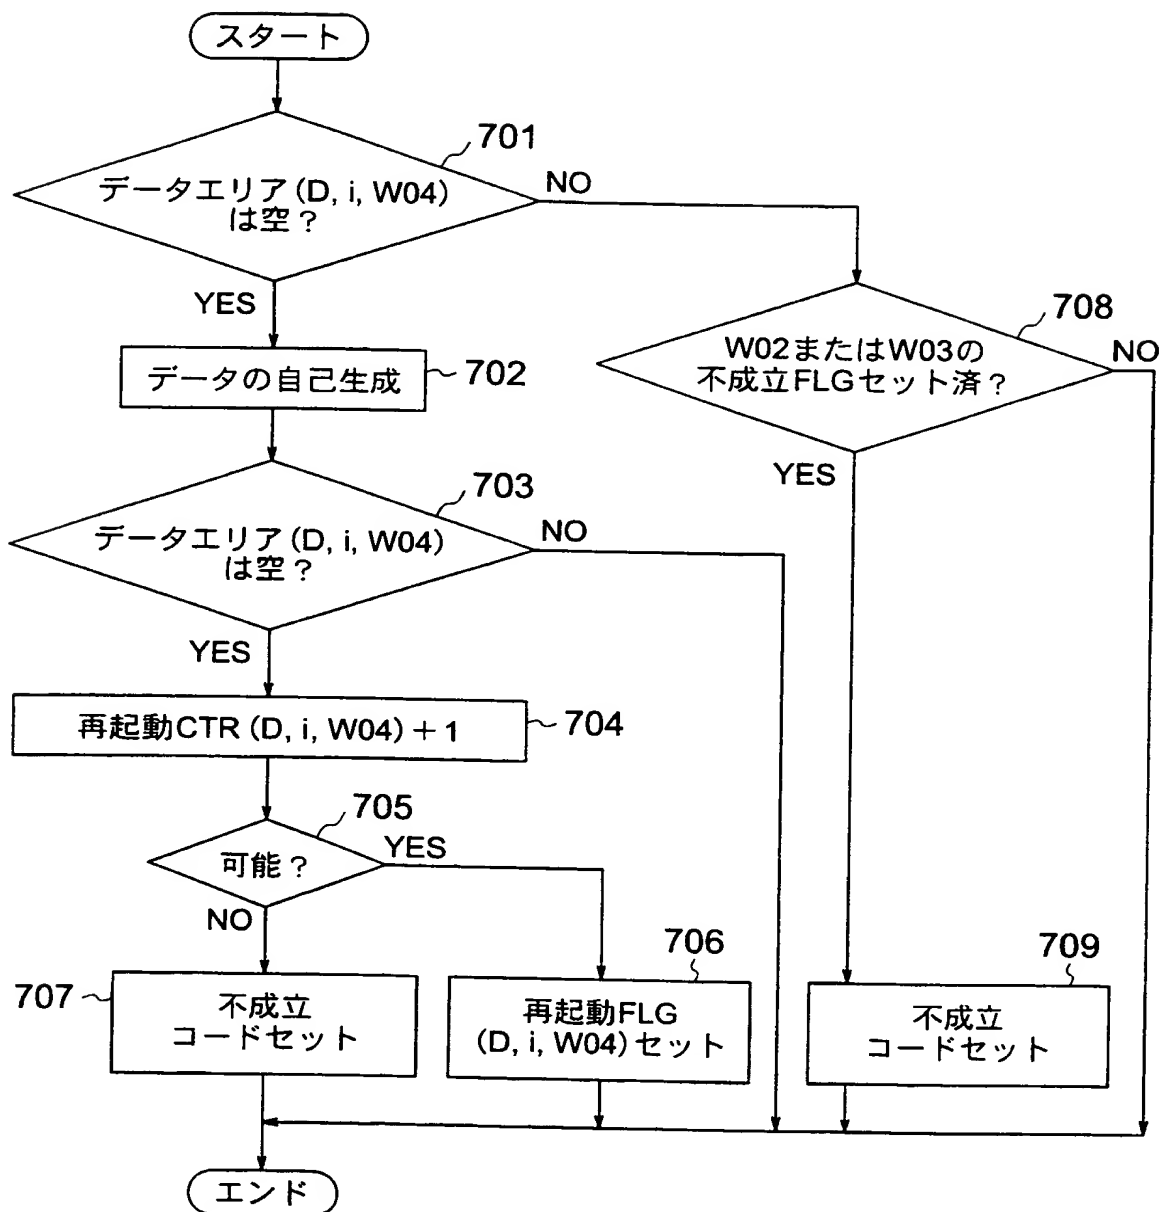 スタート
701
データエリア (D, i, W04)
は空?
NO
YES
708
W02またはW03の
不成立FLGセット済?
NO
YES
データの自己生成
702
703
データエリア (D, i, W04)
は空?
NO
YES
再起動CTR (D, i, W04) +1
704
705
可能?
YES
NO
706
709
707
不成立
コードセット
再起動FLG
(D, i, W04) セット
不成立
コードセット
エンド